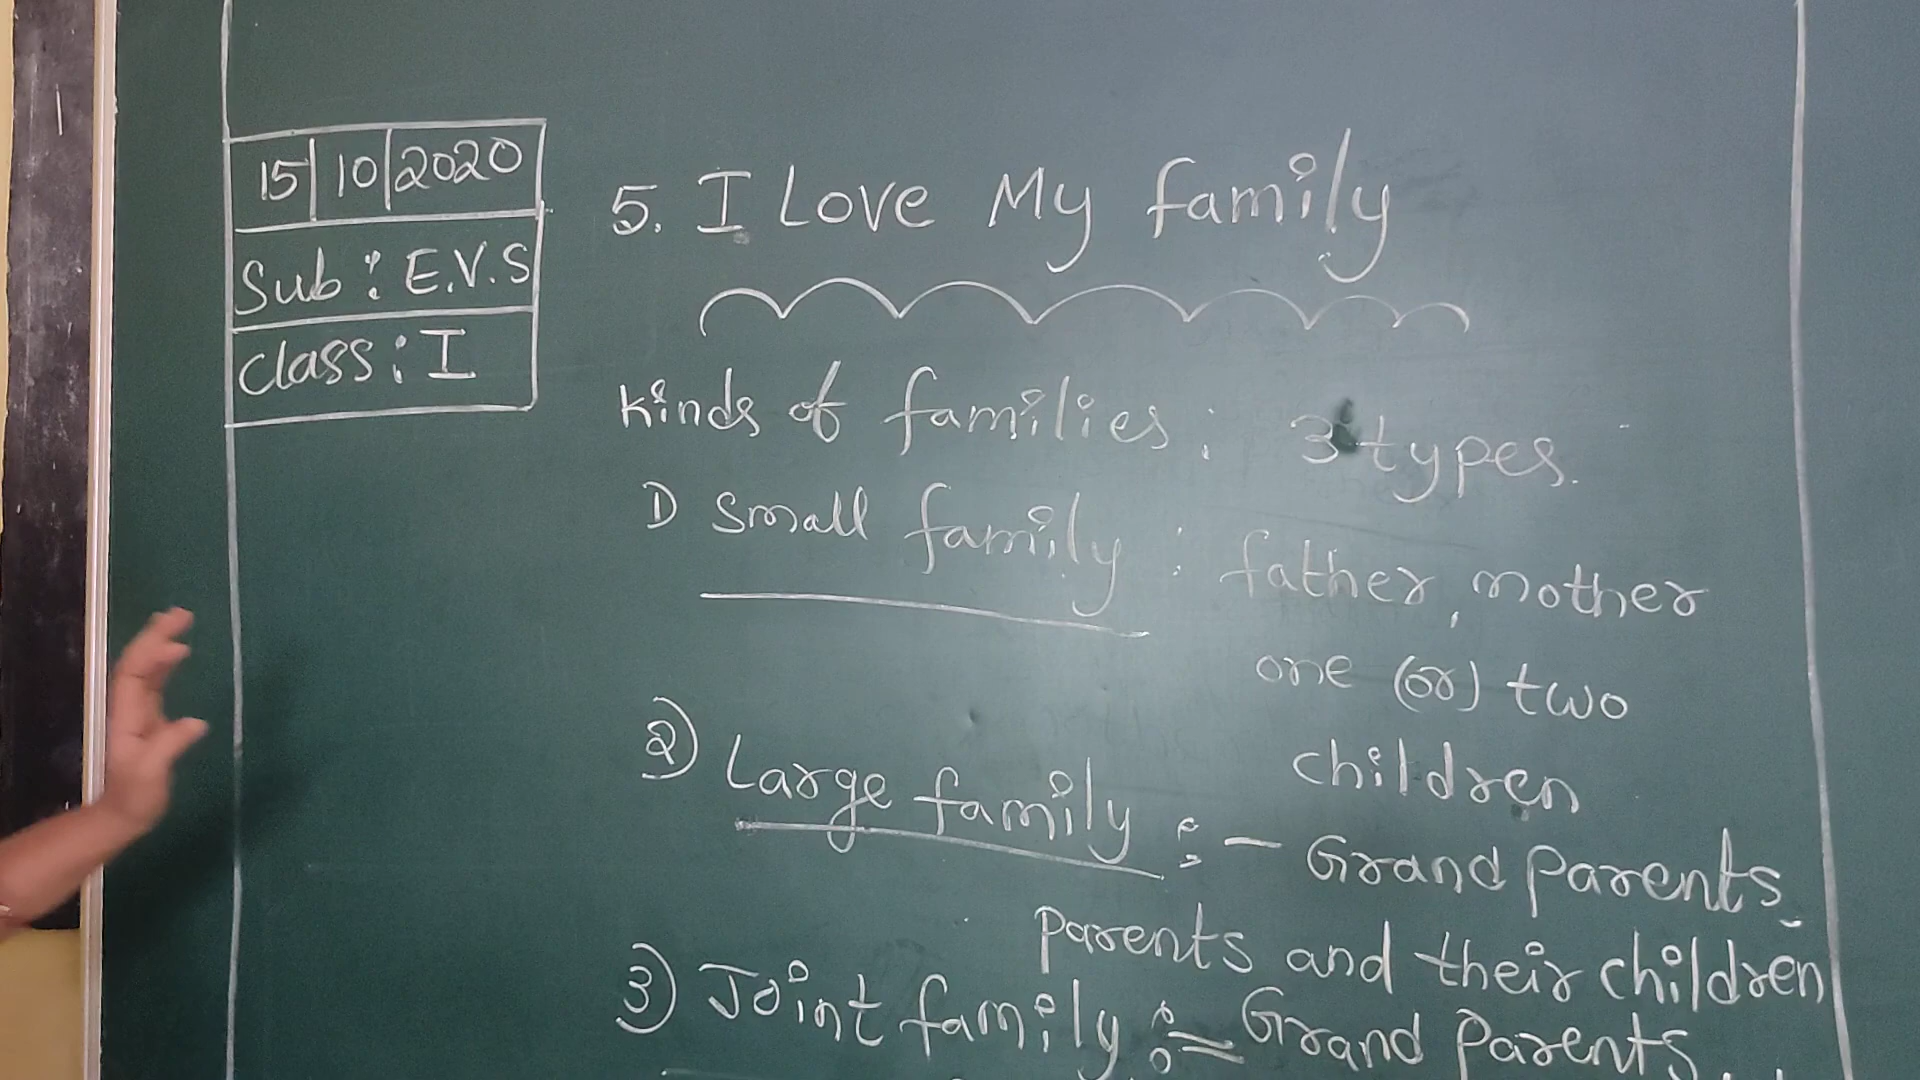 15|10|2020
Sub : E.V.S
Class : I
5. I Love My family
Kinds of families : 3 types.
1) Small family : father, mother
one (or) two
children
2) Large family :- Grand Parents,
Parents and their children
3) Joint family := Grand Parents,